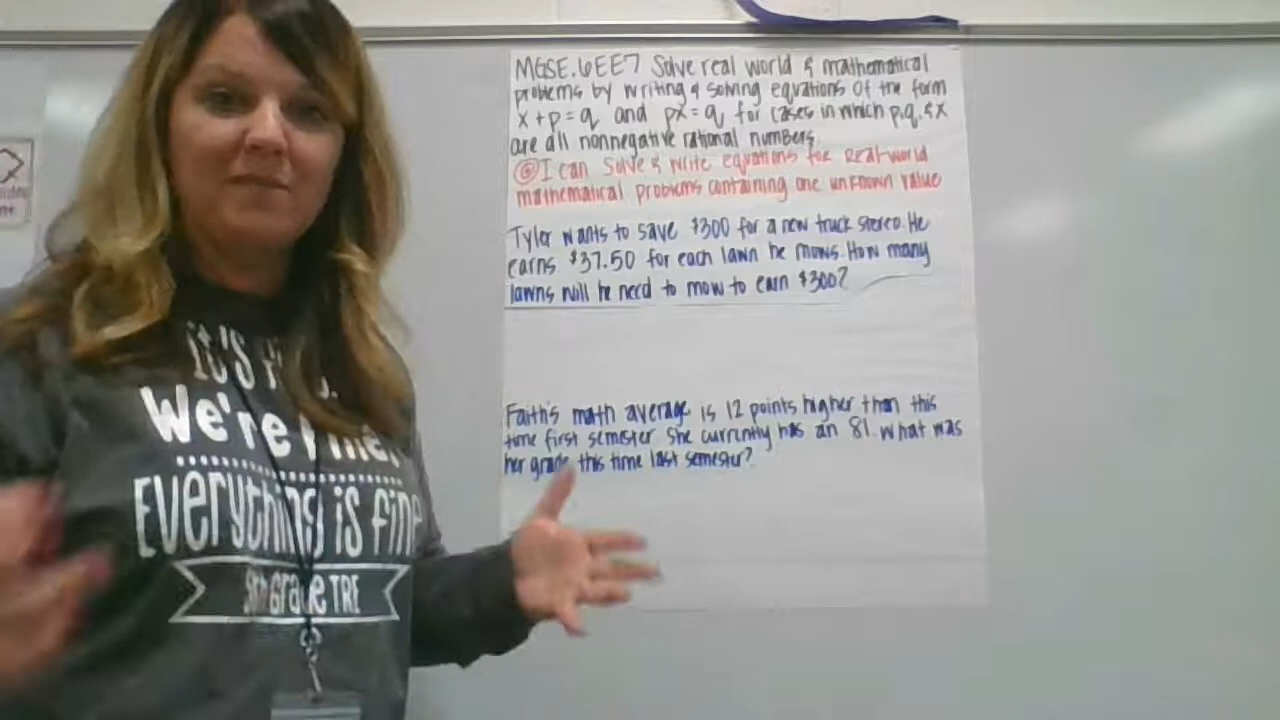 MGSE.6EE7 Solve real world & mathematical
problems by writing & solving equations of the form
x + p = q and px = q for cases in which p, q, & x
are all nonnegative rational numbers.
I can solve & write equations for real-world
mathematical problems containing one unknown value
Tyler wants to save $300 for a new truck stereo. He
earns $37.50 for each lawn he mows. How many
lawns will he need to mow to earn $300?
Faith's math average is 12 points higher than this
time first semester. She currently has an 81. What was
her grade this time last semester?
It's
We're fine.
Everything is fine
Grade TRE